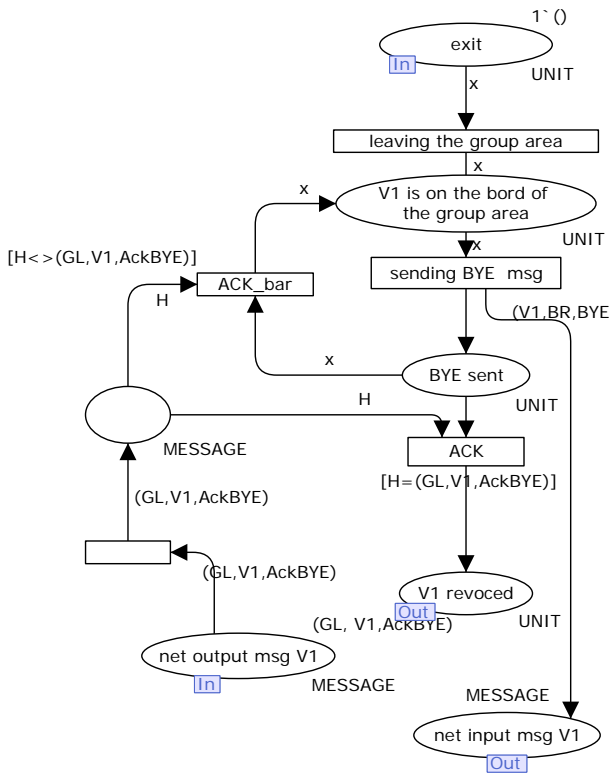 1`()
exit
In
UNIT
x
leaving the group area
x
V1 is on the bord of
the group area
x
UNIT
[H<>(GL,V1,AckBYE)]
x
sending BYE msg
ACK_bar
H
(V1,BR,BYE
x
BYE sent
UNIT
H
MESSAGE
ACK
[H=(GL,V1,AckBYE)]
(GL,V1,AckBYE)
(GL,V1,AckBYE)
V1 revoced
Out
UNIT
(GL, V1,AckBYE)
net output msg V1
In
MESSAGE
MESSAGE
net input msg V1
Out